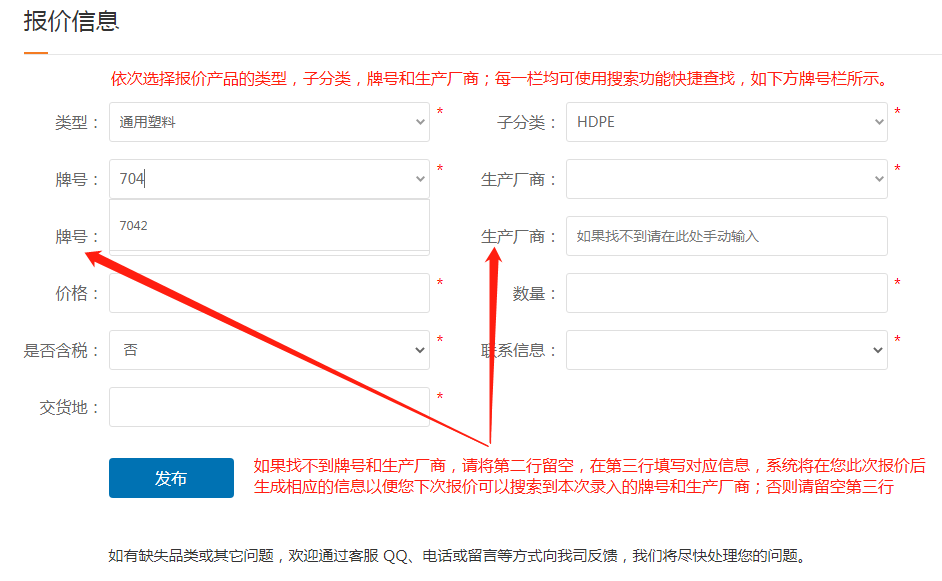 报价信息
依次选择报价产品的类型，子分类，牌号和生产厂商；每一栏均可使用搜索功能快捷查找，如下方牌号栏所示。
类型： 通用塑料 * 子分类： HDPE *
牌号： 704 * 生产厂商： *
7042
牌号： 生产厂商： 如果找不到请在此处手动输入
价格： * 数量： *
是否含税： 否 * 联系信息： *
交货地： *
发布
如果找不到牌号和生产厂商，请将第二行留空，在第三行填写对应信息，系统将在您此次报价后
生成相应的信息以便您下次报价可以搜索到本次录入的牌号和生产厂商；否则请留空第三行
如有缺失品类或其它问题，欢迎通过客服 QQ、电话或留言等方式向我司反馈，我们将尽快处理您的问题。